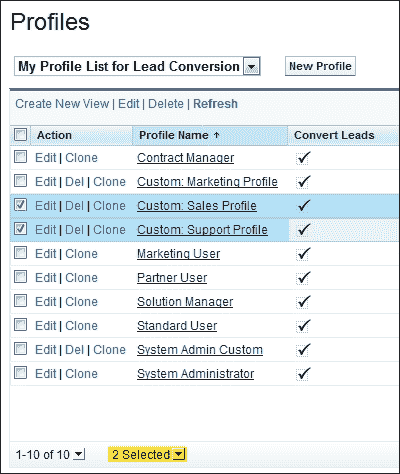 Profiles
My Profile List for Lead Conversion New Profile
Create New View | Edit | Delete | Refresh
Action Profile Name Convert Leads
Edit | Clone Contract Manager
Edit | Del | Clone Custom: Marketing Profile
Edit | Del | Clone Custom: Sales Profile
Edit | Del | Clone Custom: Support Profile
Edit | Clone Marketing User
Edit | Clone Partner User
Edit | Clone Solution Manager
Edit | Clone Standard User
Edit | Del | Clone System Admin Custom
Edit | Clone System Administrator
1-10 of 10 2 Selected